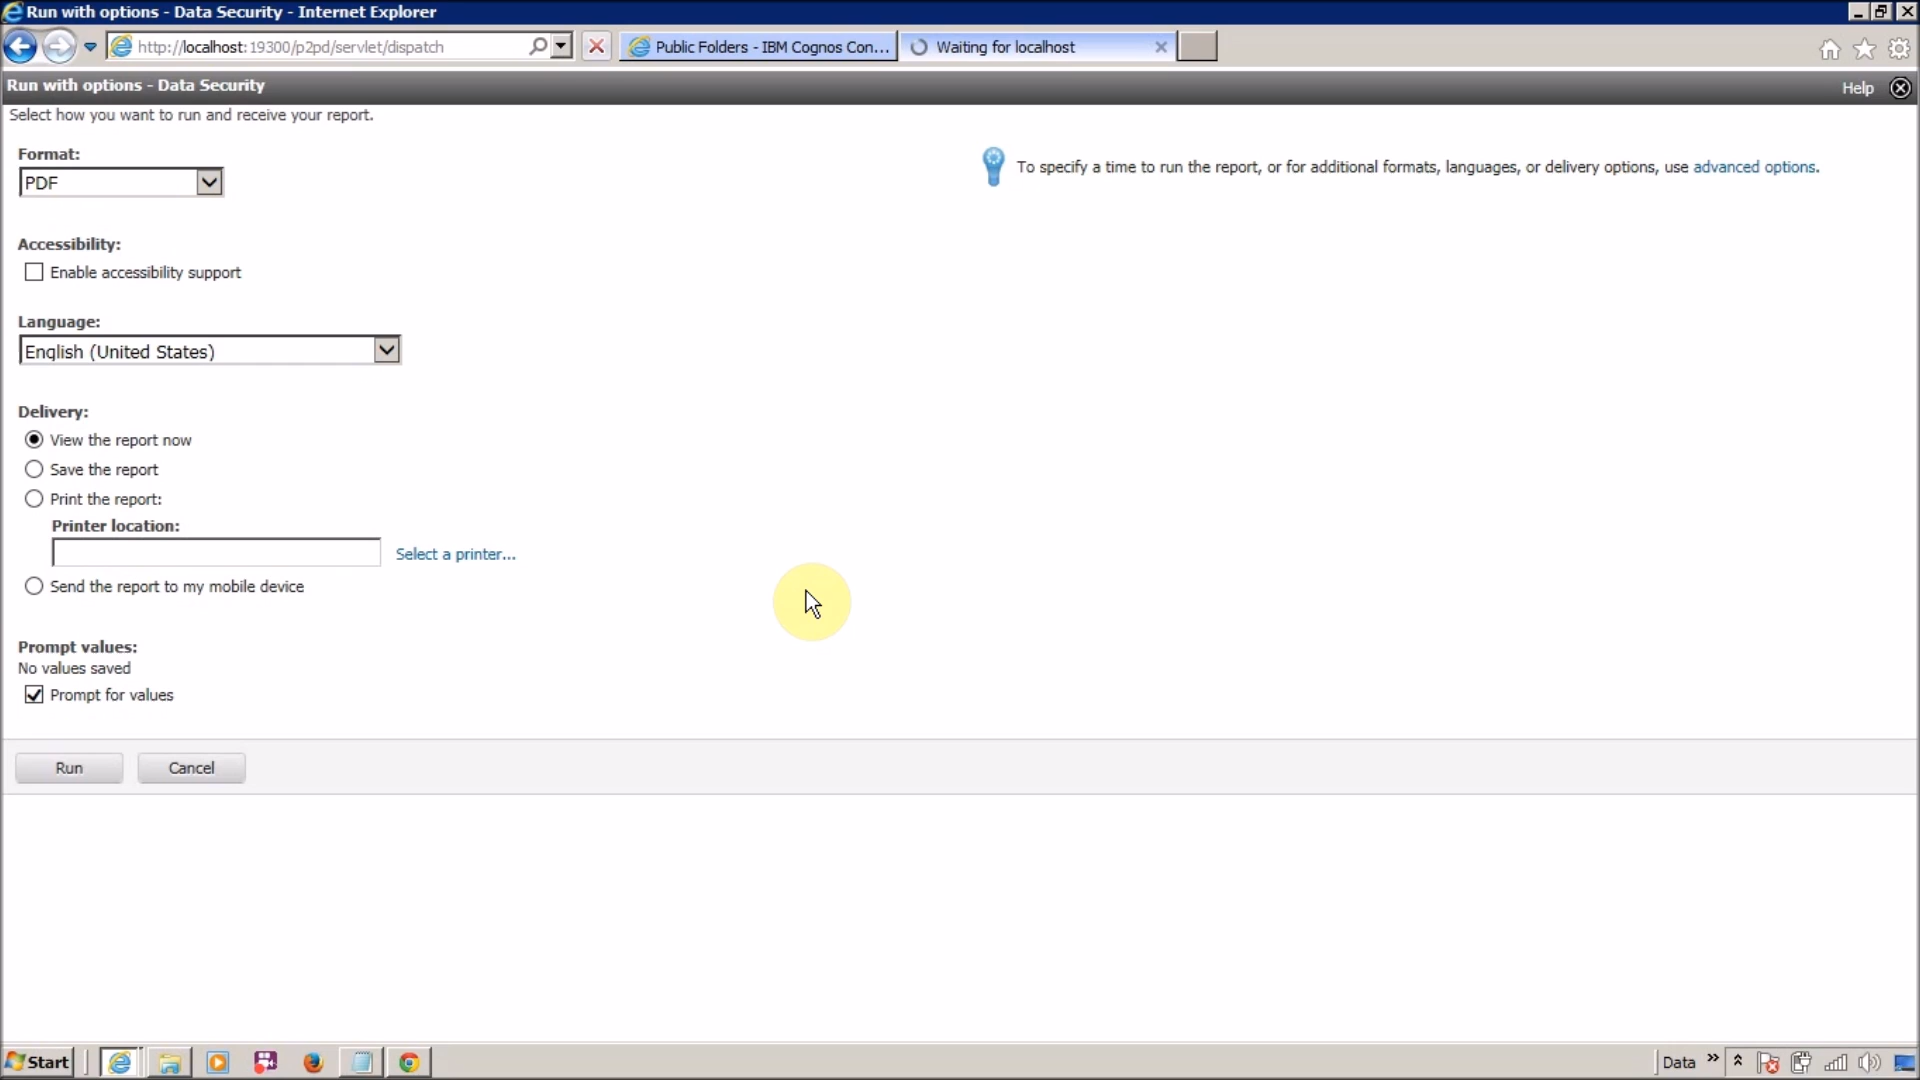 Run with options - Data Security - Internet Explorer
http://localhost:19300/p2pd/servlet/dispatch
Public Folders - IBM Cognos Con...
Waiting for localhost
Run with options - Data Security
Help
Select how you want to run and receive your report.
Format:
PDF
To specify a time to run the report, or for additional formats, languages, or delivery options, use advanced options.
Accessibility:
Enable accessibility support
Language:
English (United States)
Delivery:
View the report now
Save the report
Print the report:
Printer location:
Select a printer...
Send the report to my mobile device
Prompt values:
No values saved
Prompt for values
Run
Cancel
Start
Data